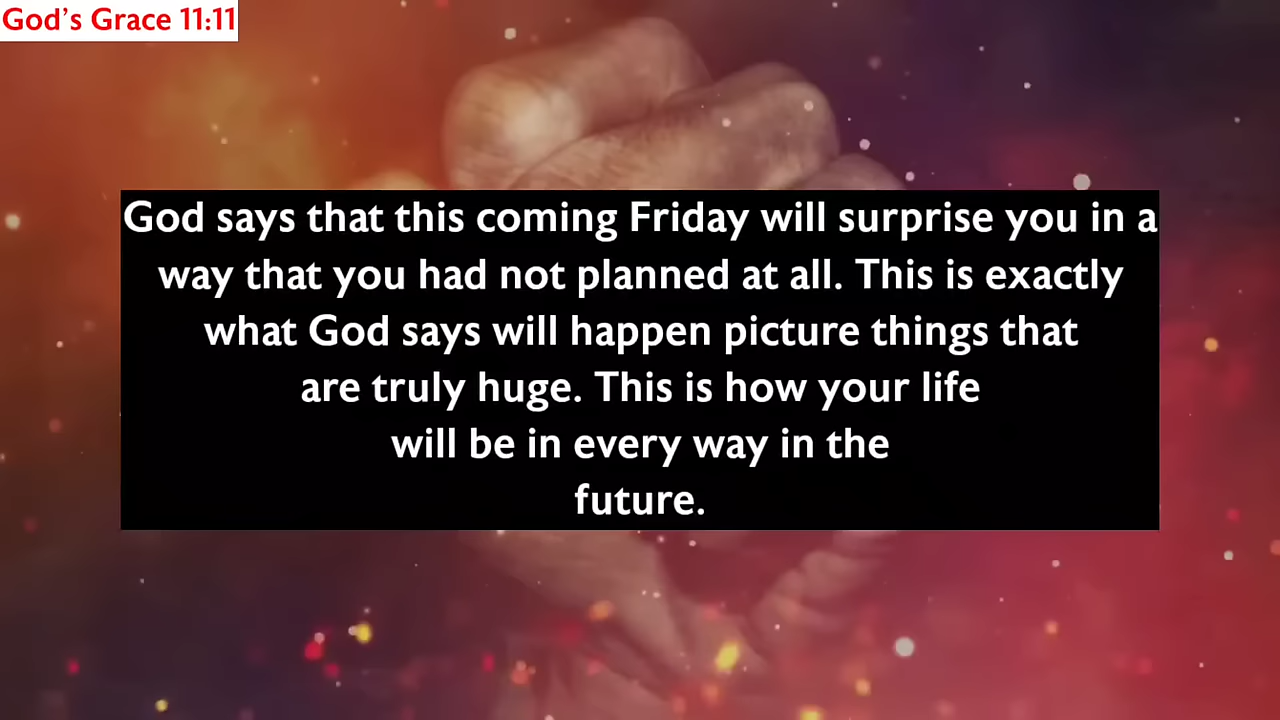 God's Grace 11:11
God says that this coming Friday will surprise you in a
way that you had not planned at all. This is exactly
what God says will happen picture things that
are truly huge. This is how your life
will be in every way in the
future.